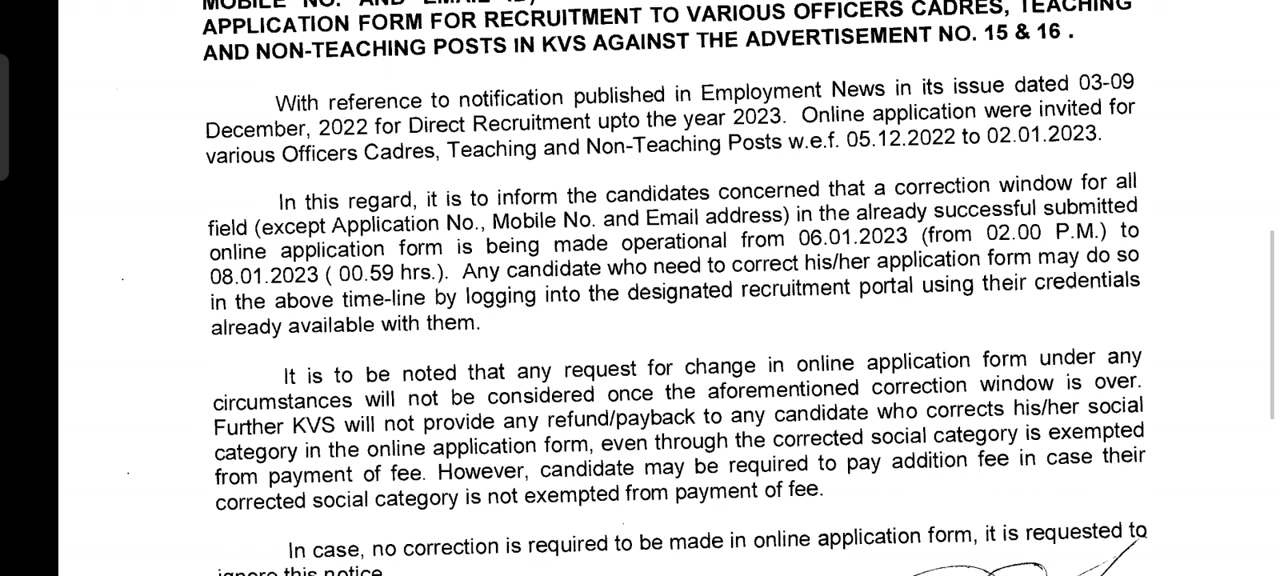 MOBILE NO. AND EMAIL ID,
APPLICATION FORM FOR RECRUITMENT TO VARIOUS OFFICERS CADRES, TEACHING
AND NON-TEACHING POSTS IN KVS AGAINST THE ADVERTISEMENT NO. 15 & 16 .
With reference to notification published in Employment News in its issue dated 03-09
December, 2022 for Direct Recruitment upto the year 2023. Online application were invited for
various Officers Cadres, Teaching and Non-Teaching Posts w.e.f. 05.12.2022 to 02.01.2023.
In this regard, it is to inform the candidates concerned that a correction window for all
field (except Application No., Mobile No. and Email address) in the already successful submitted
online application form is being made operational from 06.01.2023 (from 02.00 P.M.) to
08.01.2023 ( 00.59 hrs.). Any candidate who need to correct his/her application form may do so
in the above time-line by logging into the designated recruitment portal using their credentials
already available with them.
It is to be noted that any request for change in online application form under any
circumstances will not be considered once the aforementioned correction window is over.
Further KVS will not provide any refund/payback to any candidate who corrects his/her social
category in the online application form, even through the corrected social category is exempted
from payment of fee. However, candidate may be required to pay addition fee in case their
corrected social category is not exempted from payment of fee.
In case, no correction is required to be made in online application form, it is requested to
ignore this notice